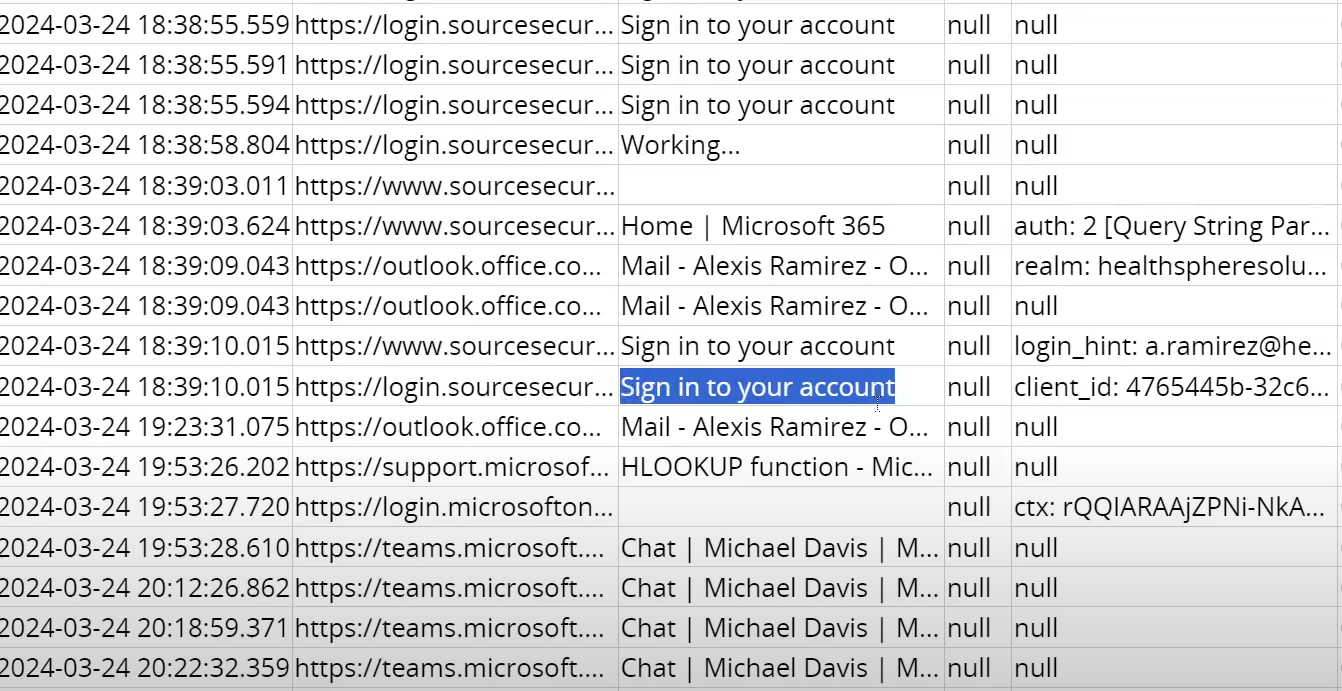 2024-03-24 18:38:55.559 https://login.sourcesecur... Sign in to your account null null
2024-03-24 18:38:55.591 https://login.sourcesecur... Sign in to your account null null
2024-03-24 18:38:55.594 https://login.sourcesecur... Sign in to your account null null
2024-03-24 18:38:58.804 https://login.sourcesecur... Working... null null
2024-03-24 18:39:03.011 https://www.sourcesecur... null null
2024-03-24 18:39:03.624 https://www.sourcesecur... Home | Microsoft 365 null auth: 2 [Query String Par...
2024-03-24 18:39:09.043 https://outlook.office.co... Mail - Alexis Ramirez - O... null realm: healthspheresolu...
2024-03-24 18:39:09.043 https://outlook.office.co... Mail - Alexis Ramirez - O... null null
2024-03-24 18:39:10.015 https://www.sourcesecur... Sign in to your account null login_hint: a.ramirez@he...
2024-03-24 18:39:10.015 https://login.sourcesecur... Sign in to your account null client_id: 4765445b-32c6...
2024-03-24 19:23:31.075 https://outlook.office.co... Mail - Alexis Ramirez - O... null null
2024-03-24 19:53:26.202 https://support.microsof... HLOOKUP function - Mic... null null
2024-03-24 19:53:27.720 https://login.microsofton... null ctx: rQQIARAAjZPNi-NkA...
2024-03-24 19:53:28.610 https://teams.microsoft.... Chat | Michael Davis | M... null null
2024-03-24 20:12:26.862 https://teams.microsoft.... Chat | Michael Davis | M... null null
2024-03-24 20:18:59.371 https://teams.microsoft.... Chat | Michael Davis | M... null null
2024-03-24 20:22:32.359 https://teams.microsoft.... Chat | Michael Davis | M... null null